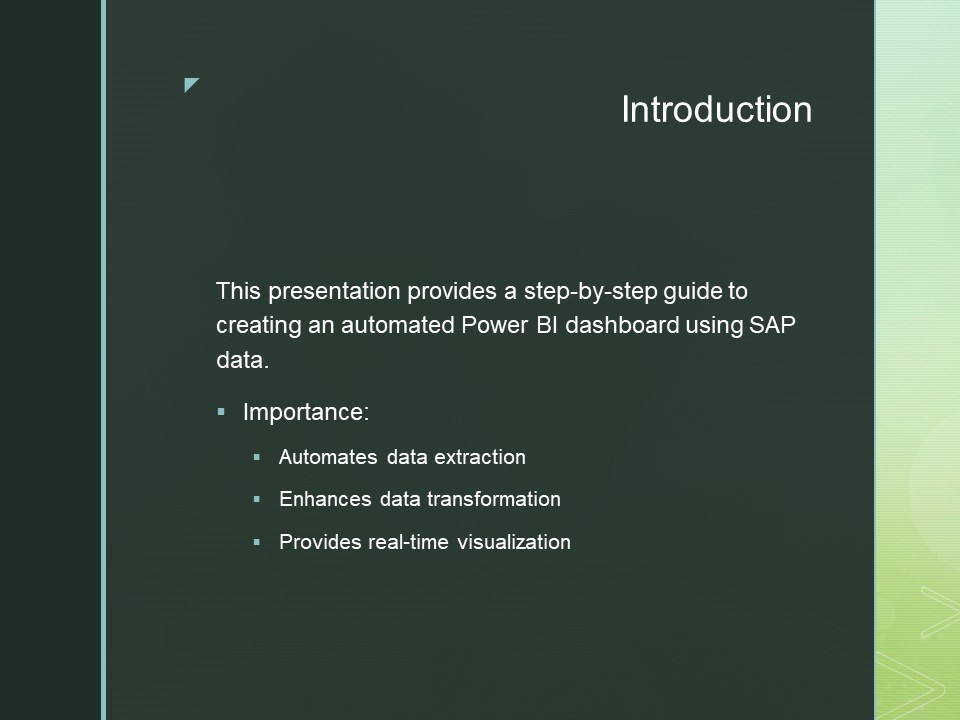 Introduction
This presentation provides a step-by-step guide to
creating an automated Power BI dashboard using SAP
data.
▪ Importance:
▪ Automates data extraction
▪ Enhances data transformation
▪ Provides real-time visualization